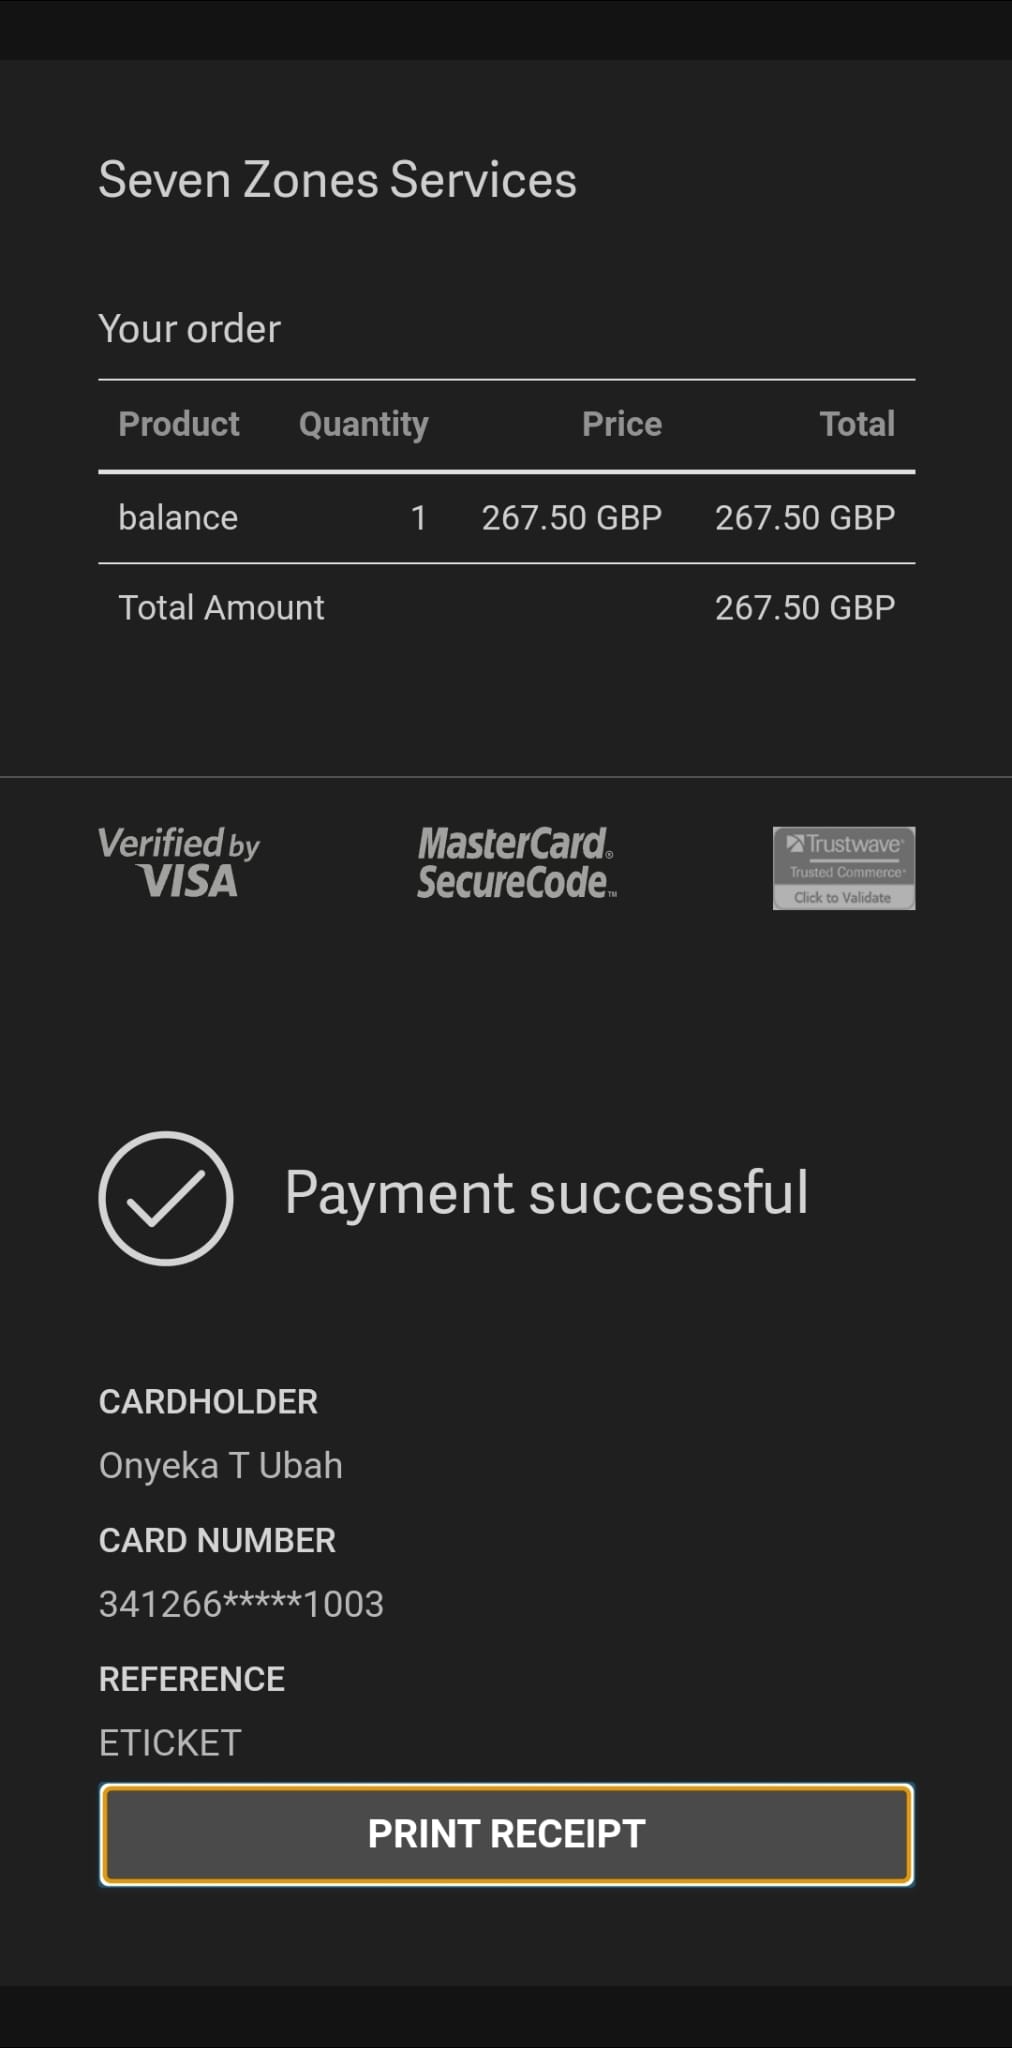 Seven Zones Services
Your order
Product Quantity Price Total
balance 1 267.50 GBP 267.50 GBP
Total Amount 267.50 GBP
Verified by
VISA
MasterCard®
SecureCode™
Trustwave®
Trusted Commerce®
Click to Validate
Payment successful
CARDHOLDER
Onyeka T Ubah
CARD NUMBER
341266*****1003
REFERENCE
ETICKET
PRINT RECEIPT